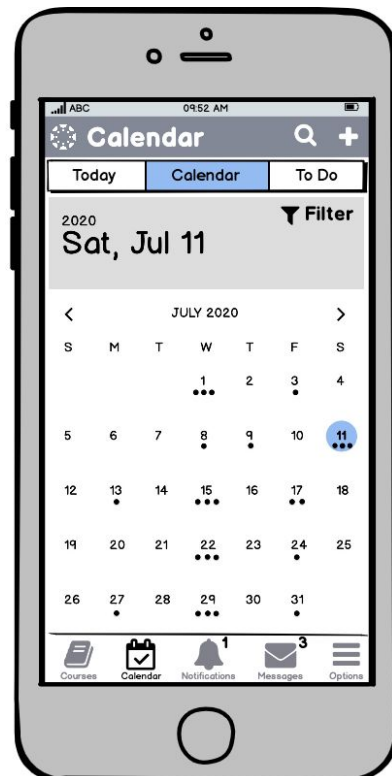 ABC 09:52 AM
Calendar
Today Calendar To Do
2020 Filter
Sat, Jul 11
JULY 2020
S M T W T F S
1 2 3 4
5 6 7 8 9 10 11
12 13 14 15 16 17 18
19 20 21 22 23 24 25
26 27 28 29 30 31
1 3
Courses Calendar Notifications Messages Options